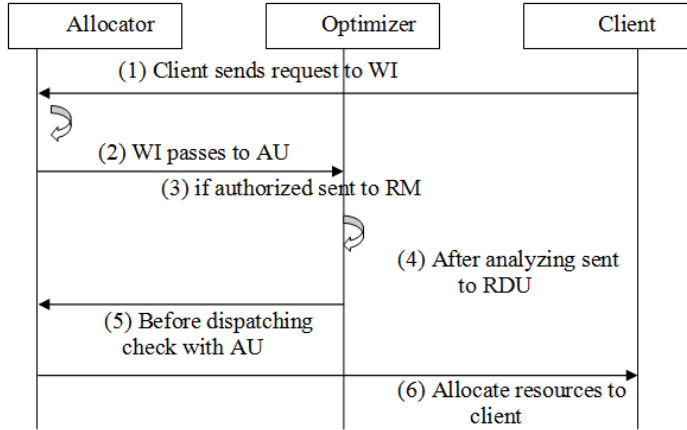 Allocator Optimizer Client
(1) Client sends request to WI
(2) WI passes to AU
(3) if authorized sent to RM
(4) After analyzing sent
to RDU
(5) Before dispatching
check with AU
(6) Allocate resources to
client